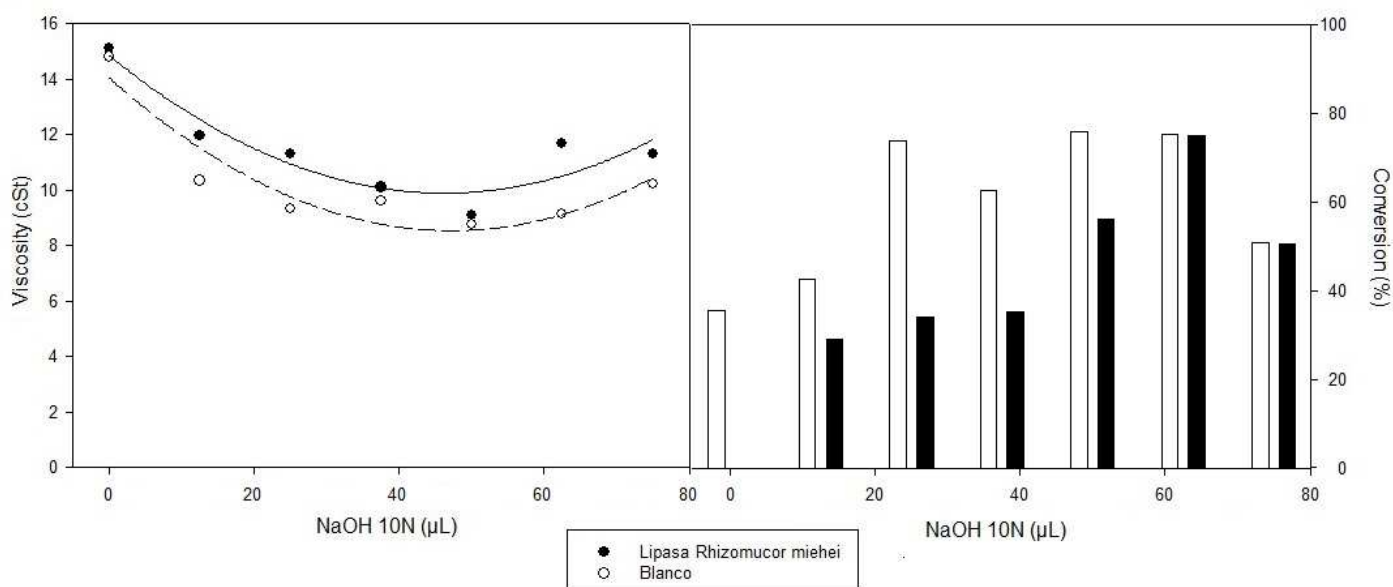 16
14
12
10
8
6
4
2
0
Viscosity (cSt)
0 20 40 60 80
NaOH 10N (µL)
100
80
60
40
20
0
Conversion (%)
0 20 40 60 80
NaOH 10N (µL)
Lipasa Rhizomucor miehei
Blanco